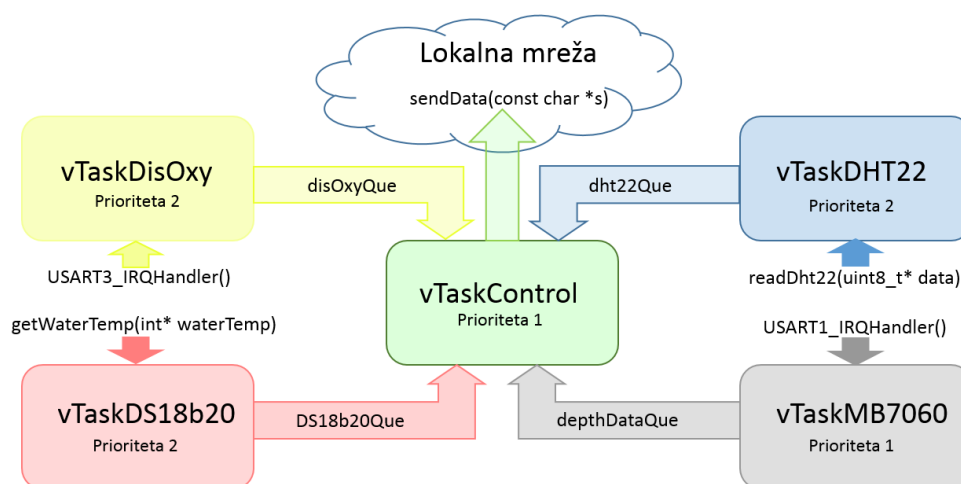 Lokalna mreža
sendData(const char *s)
vTaskDisOxy
Prioriteta 2
disOxyQue
dht22Que
vTaskDHT22
Prioriteta 2
USART3_IRQHandler()
vTaskControl
Prioriteta 1
readDht22(uint8_t* data)
getWaterTemp(int* waterTemp)
USART1_IRQHandler()
vTaskDS18b20
Prioriteta 2
DS18b20Que
depthDataQue
vTaskMB7060
Prioriteta 1